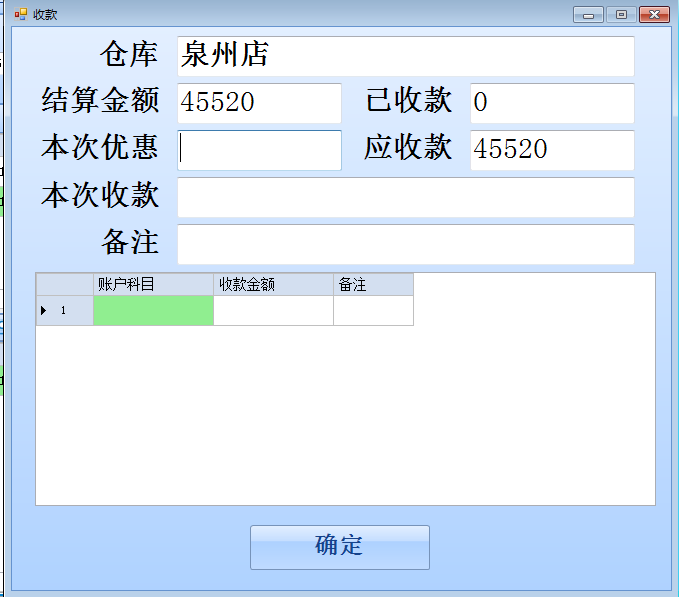 收款
仓库 泉州店
结算金额 45520 已收款 0
本次优惠 应收款 45520
本次收款
备注
账户科目 收款金额 备注
1
确定